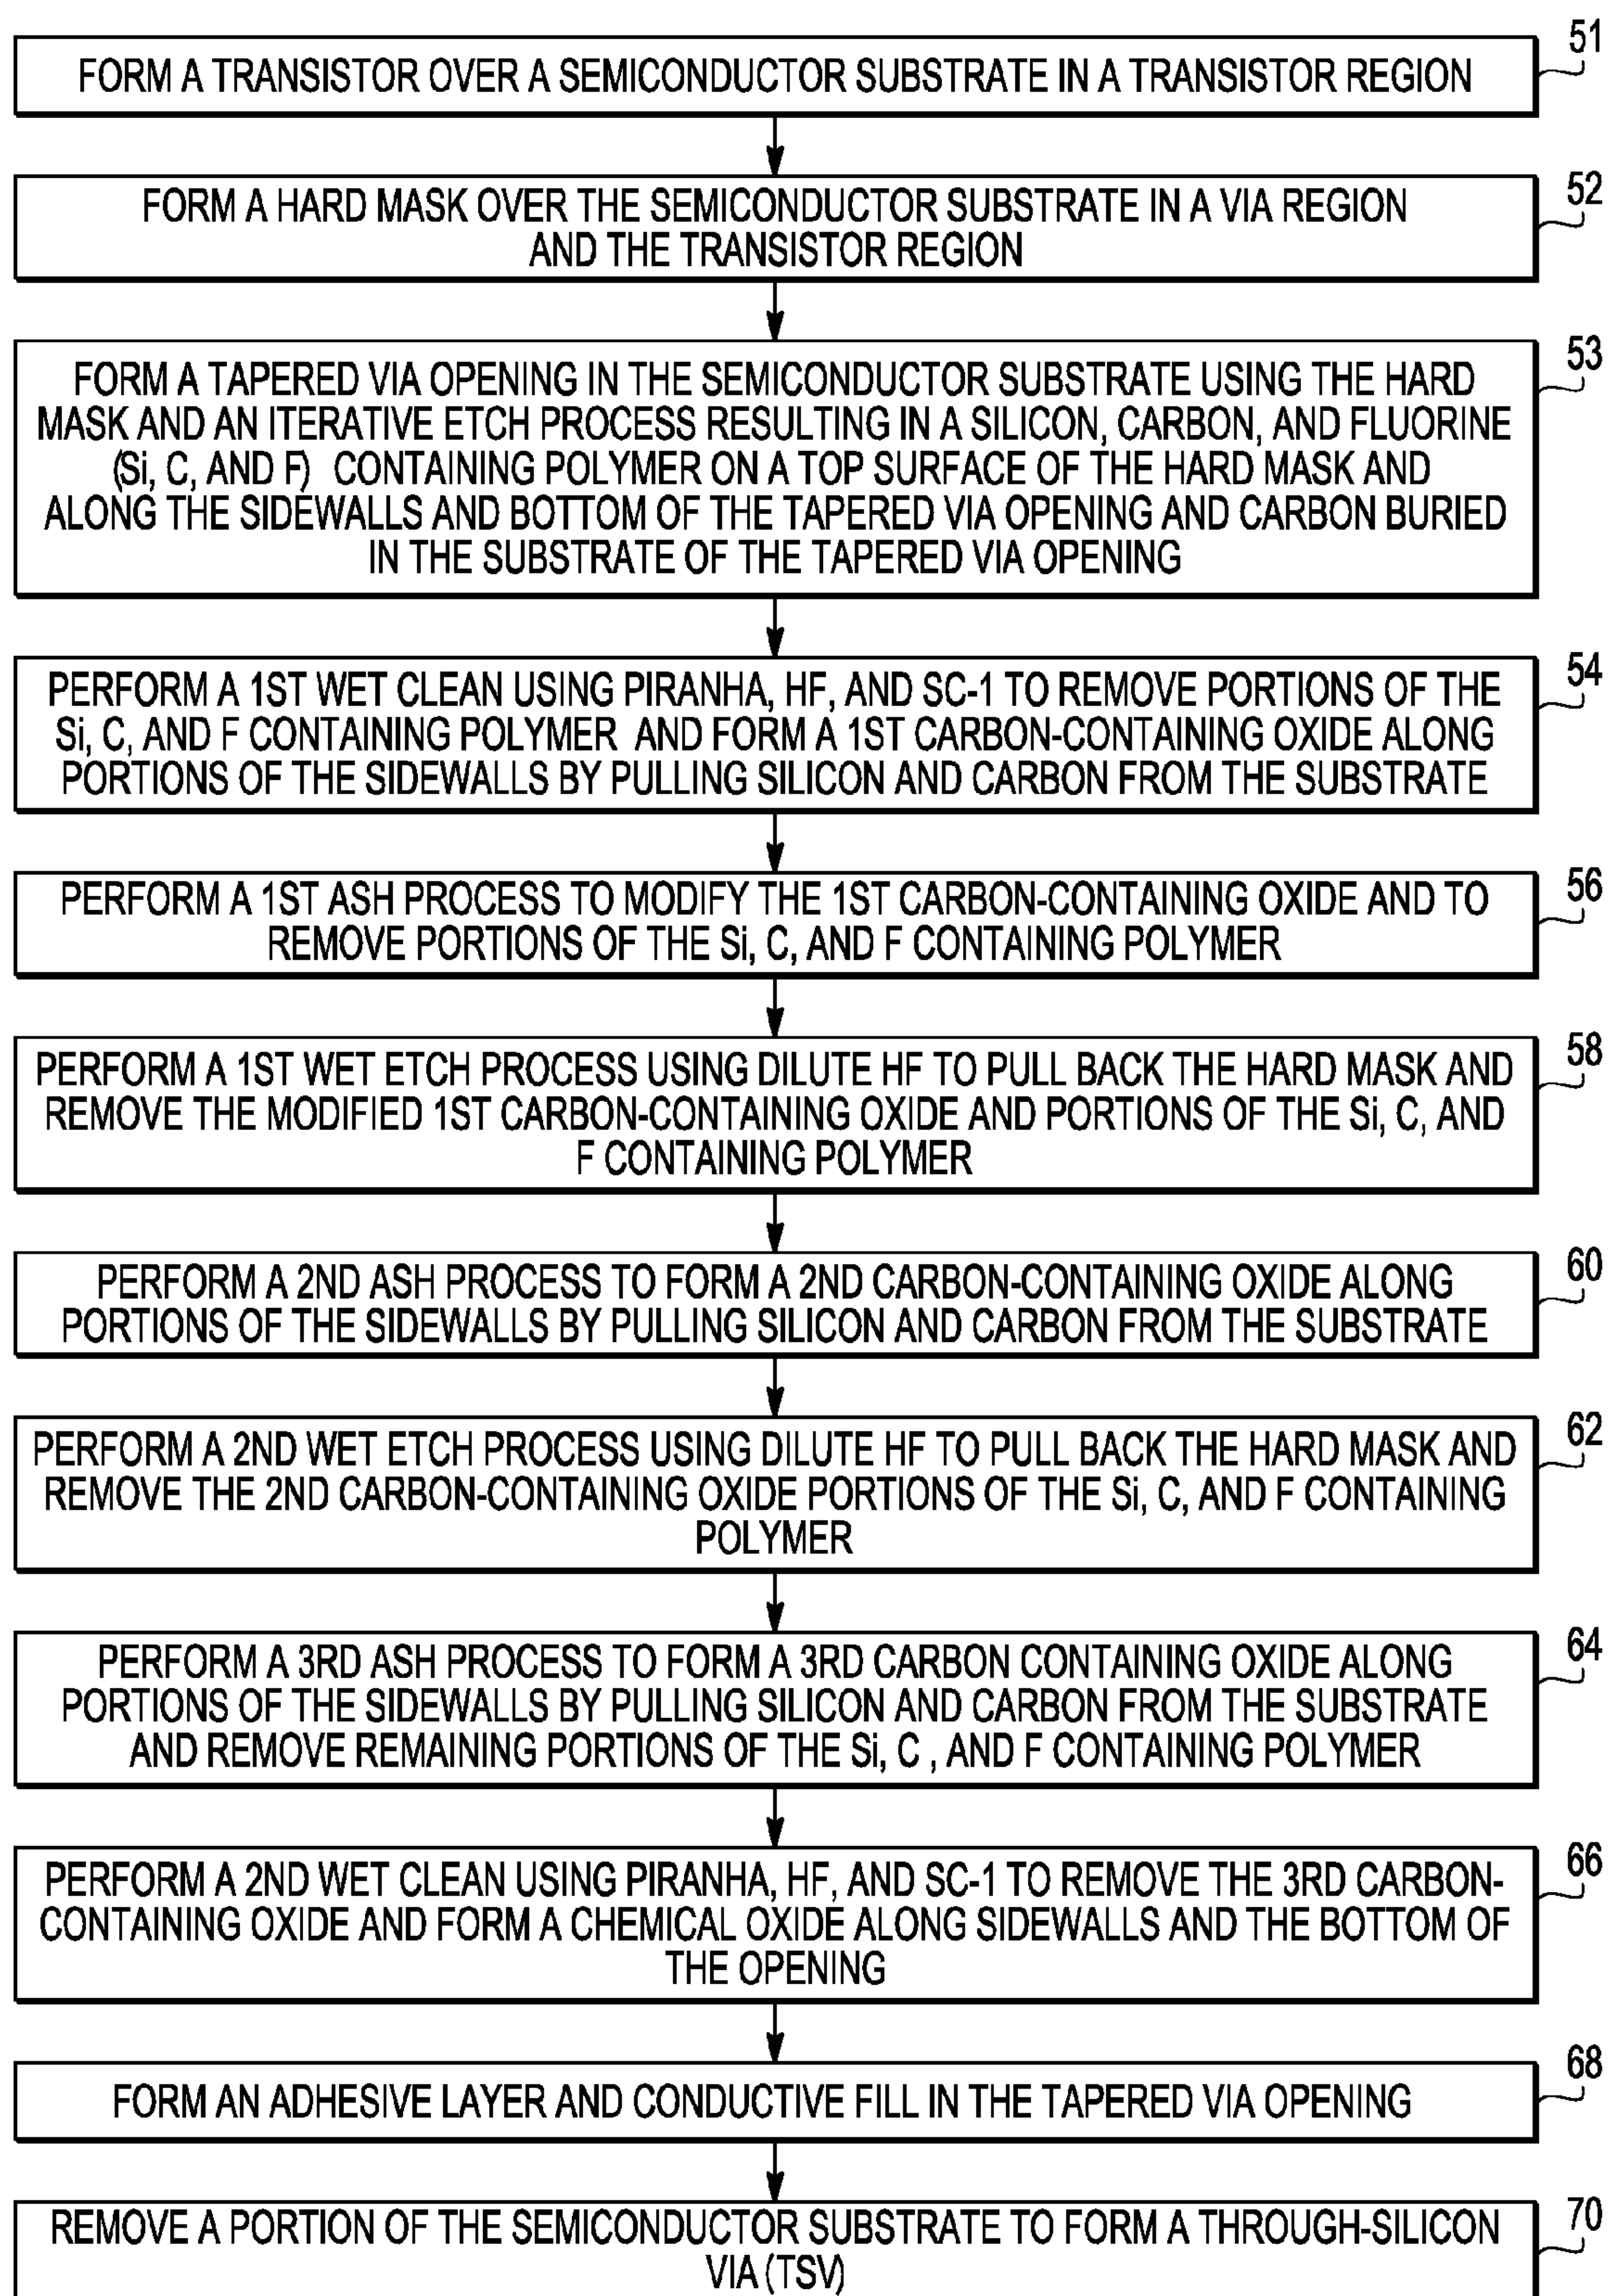 51
FORM A TRANSISTOR OVER A SEMICONDUCTOR SUBSTRATE IN A TRANSISTOR REGION
52
FORM A HARD MASK OVER THE SEMICONDUCTOR SUBSTRATE IN A VIA REGION
AND THE TRANSISTOR REGION
53
FORM A TAPERED VIA OPENING IN THE SEMICONDUCTOR SUBSTRATE USING THE HARD
MASK AND AN ITERATIVE ETCH PROCESS RESULTING IN A SILICON, CARBON, AND FLUORINE
(Si, C, AND F) CONTAINING POLYMER ON A TOP SURFACE OF THE HARD MASK AND
ALONG THE SIDEWALLS AND BOTTOM OF THE TAPERED VIA OPENING AND CARBON BURIED
IN THE SUBSTRATE OF THE TAPERED VIA OPENING
54
PERFORM A 1ST WET CLEAN USING PIRANHA, HF, AND SC-1 TO REMOVE PORTIONS OF THE
Si, C, AND F CONTAINING POLYMER AND FORM A 1ST CARBON-CONTAINING OXIDE ALONG
PORTIONS OF THE SIDEWALLS BY PULLING SILICON AND CARBON FROM THE SUBSTRATE
56
PERFORM A 1ST ASH PROCESS TO MODIFY THE 1ST CARBON-CONTAINING OXIDE AND TO
REMOVE PORTIONS OF THE Si, C, AND F CONTAINING POLYMER
58
PERFORM A 1ST WET ETCH PROCESS USING DILUTE HF TO PULL BACK THE HARD MASK AND
REMOVE THE MODIFIED 1ST CARBON-CONTAINING OXIDE AND PORTIONS OF THE Si, C, AND
F CONTAINING POLYMER
60
PERFORM A 2ND ASH PROCESS TO FORM A 2ND CARBON-CONTAINING OXIDE ALONG
PORTIONS OF THE SIDEWALLS BY PULLING SILICON AND CARBON FROM THE SUBSTRATE
62
PERFORM A 2ND WET ETCH PROCESS USING DILUTE HF TO PULL BACK THE HARD MASK AND
REMOVE THE 2ND CARBON-CONTAINING OXIDE PORTIONS OF THE Si, C, AND F CONTAINING
POLYMER
64
PERFORM A 3RD ASH PROCESS TO FORM A 3RD CARBON CONTAINING OXIDE ALONG
PORTIONS OF THE SIDEWALLS BY PULLING SILICON AND CARBON FROM THE SUBSTRATE
AND REMOVE REMAINING PORTIONS OF THE Si, C , AND F CONTAINING POLYMER
66
PERFORM A 2ND WET CLEAN USING PIRANHA, HF, AND SC-1 TO REMOVE THE 3RD CARBON-
CONTAINING OXIDE AND FORM A CHEMICAL OXIDE ALONG SIDEWALLS AND THE BOTTOM OF
THE OPENING
68
FORM AN ADHESIVE LAYER AND CONDUCTIVE FILL IN THE TAPERED VIA OPENING
70
REMOVE A PORTION OF THE SEMICONDUCTOR SUBSTRATE TO FORM A THROUGH-SILICON
VIA (TSV)